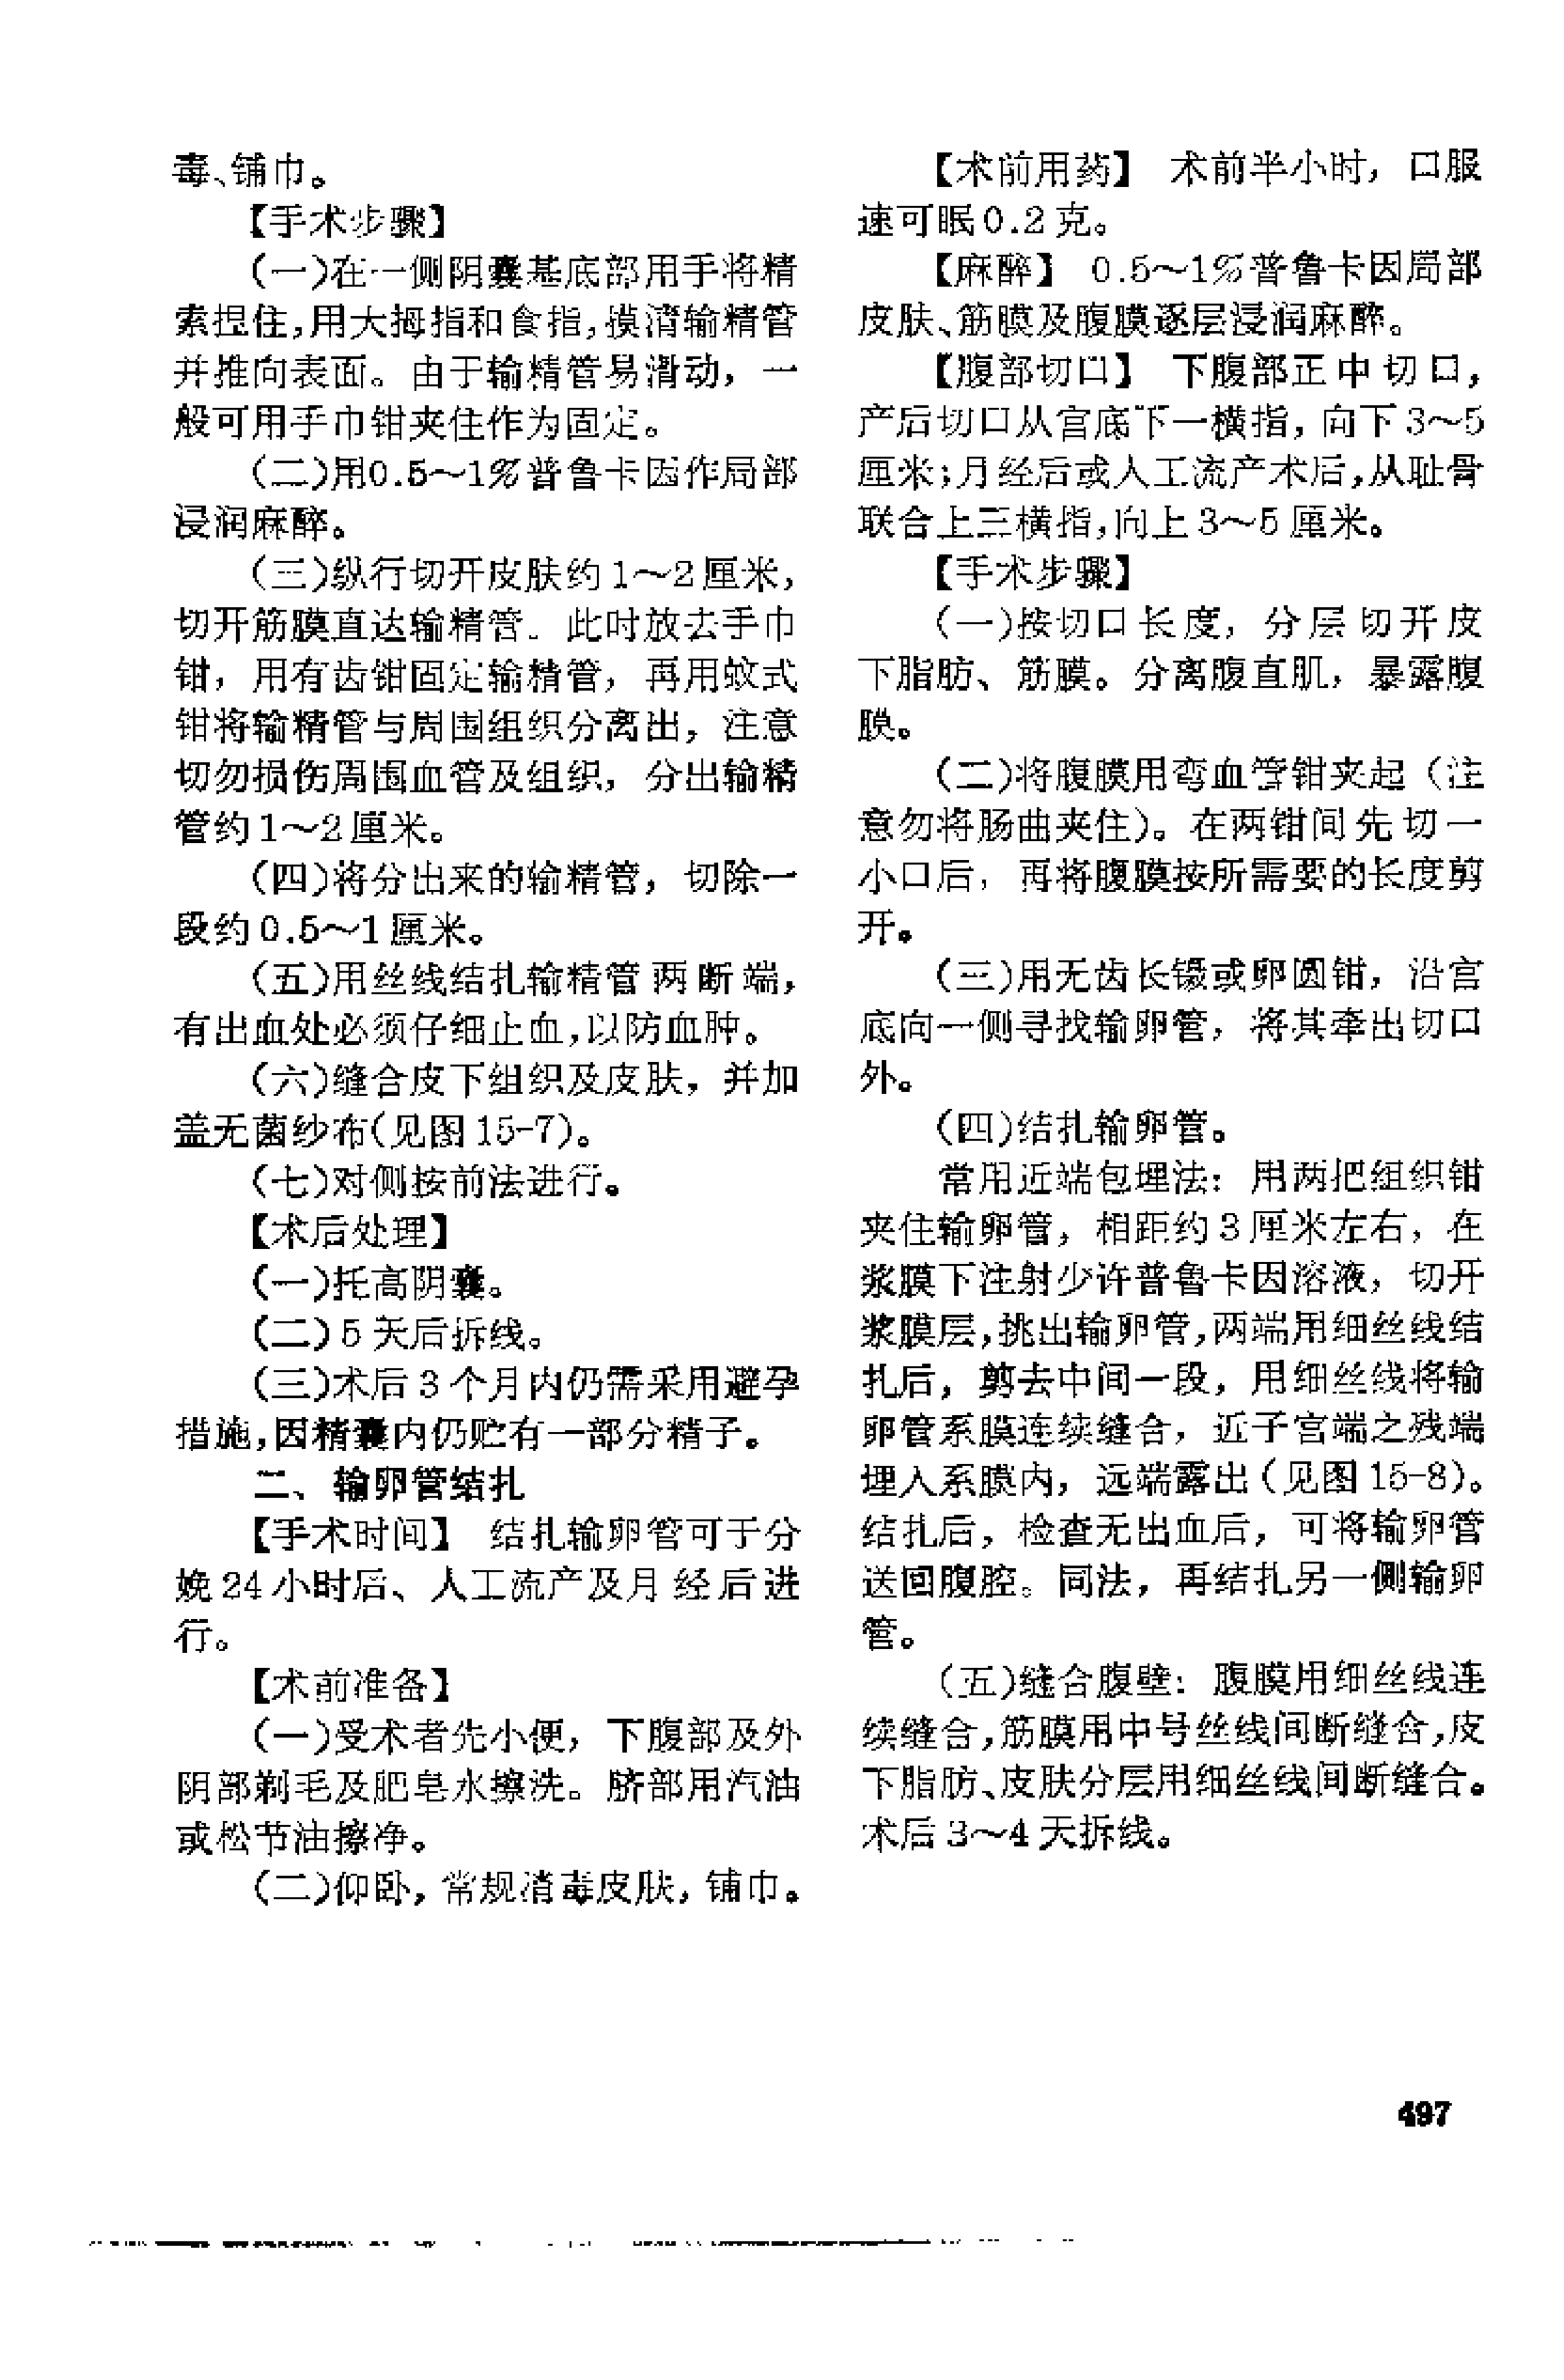 毒、铺巾。
【手术步骤】
(一)在一侧阴囊基底部用手将精
索捏住,用大拇指和食指,摸清输精管
并推向表面。由于输精管易滑动，一
般可用手巾钳夹住作为固定。
(二)用0.5～1%普鲁卡因作局部
浸润麻醉。
(三)纵行切开皮肤约1～2厘米，
切开筋膜直达输精管。此时放去手巾
钳，用有齿钳固定输精管，再用蚊式
钳将输精管与周围组织分离出，注意
切勿损伤周围血管及组织，分出输精
管约1～2厘米。
(四)将分出来的输精管，切除一
段约0.5～1厘米。
(五)用丝线结扎输精管两断端，
有出血处必须仔细止血,以防血肿。
(六)缝合皮下组织及皮肤，并加
盖无菌纱布(见图15-7)。
(七)对侧按前法进行。
【术后处理】
(一)托高阴囊。
(二)5天后拆线。
(三)术后3个月内仍需采用避孕
措施,因精囊内仍贮有一部分精子。
二、输卵管结扎
【手术时间】 结扎输卵管可于分
娩24小时后、人工流产及月经后进
行。
【术前准备】
(一)受术者先小便，下腹部及外
阴部剃毛及肥皂水擦洗。脐部用汽油
或松节油擦净。
(二)仰卧，常规消毒皮肤，铺巾。
【术前用药】 术前半小时，口服
速可眠0.2克。
【麻醉】 0.5～1%普鲁卡因局部
皮肤、筋膜及腹膜逐层浸润麻醉。
【腹部切口】 下腹部正中切口，
产后切口从宫底下一横指，向下3～5
厘米;月经后或人工流产术后,从耻骨
联合上三横指,向上3～5厘米。
【手术步骤】
(一)按切口长度，分层切开皮
下脂肪、筋膜。分离腹直肌，暴露腹
膜。
(二)将腹膜用弯血管钳夹起（注
意勿将肠曲夹住)。在两钳间先切一
小口后，再将腹膜按所需要的长度剪
开。
(三)用无齿长镊或卵圆钳，沿宫
底向一侧寻找输卵管，将其牵出切口
外。
(四)结扎输卵管。
常用近端包埋法：用两把组织钳
夹住输卵管，相距约3厘米左右，在
浆膜下注射少许普鲁卡因溶液，切开
浆膜层,挑出输卵管,两端用细丝线结
扎后，剪去中间一段，用细丝线将输
卵管系膜连续缝合，近子宫端之残端
埋入系膜内，远端露出(见图15-8)。
结扎后，检查无出血后，可将输卵管
送回腹腔。同法，再结扎另一侧输卵
管。
(五)缝合腹壁：腹膜用细丝线连
续缝合,筋膜用中号丝线间断缝合,皮
下脂肪、皮肤分层用细丝线间断缝合。
术后3～4天拆线。
497